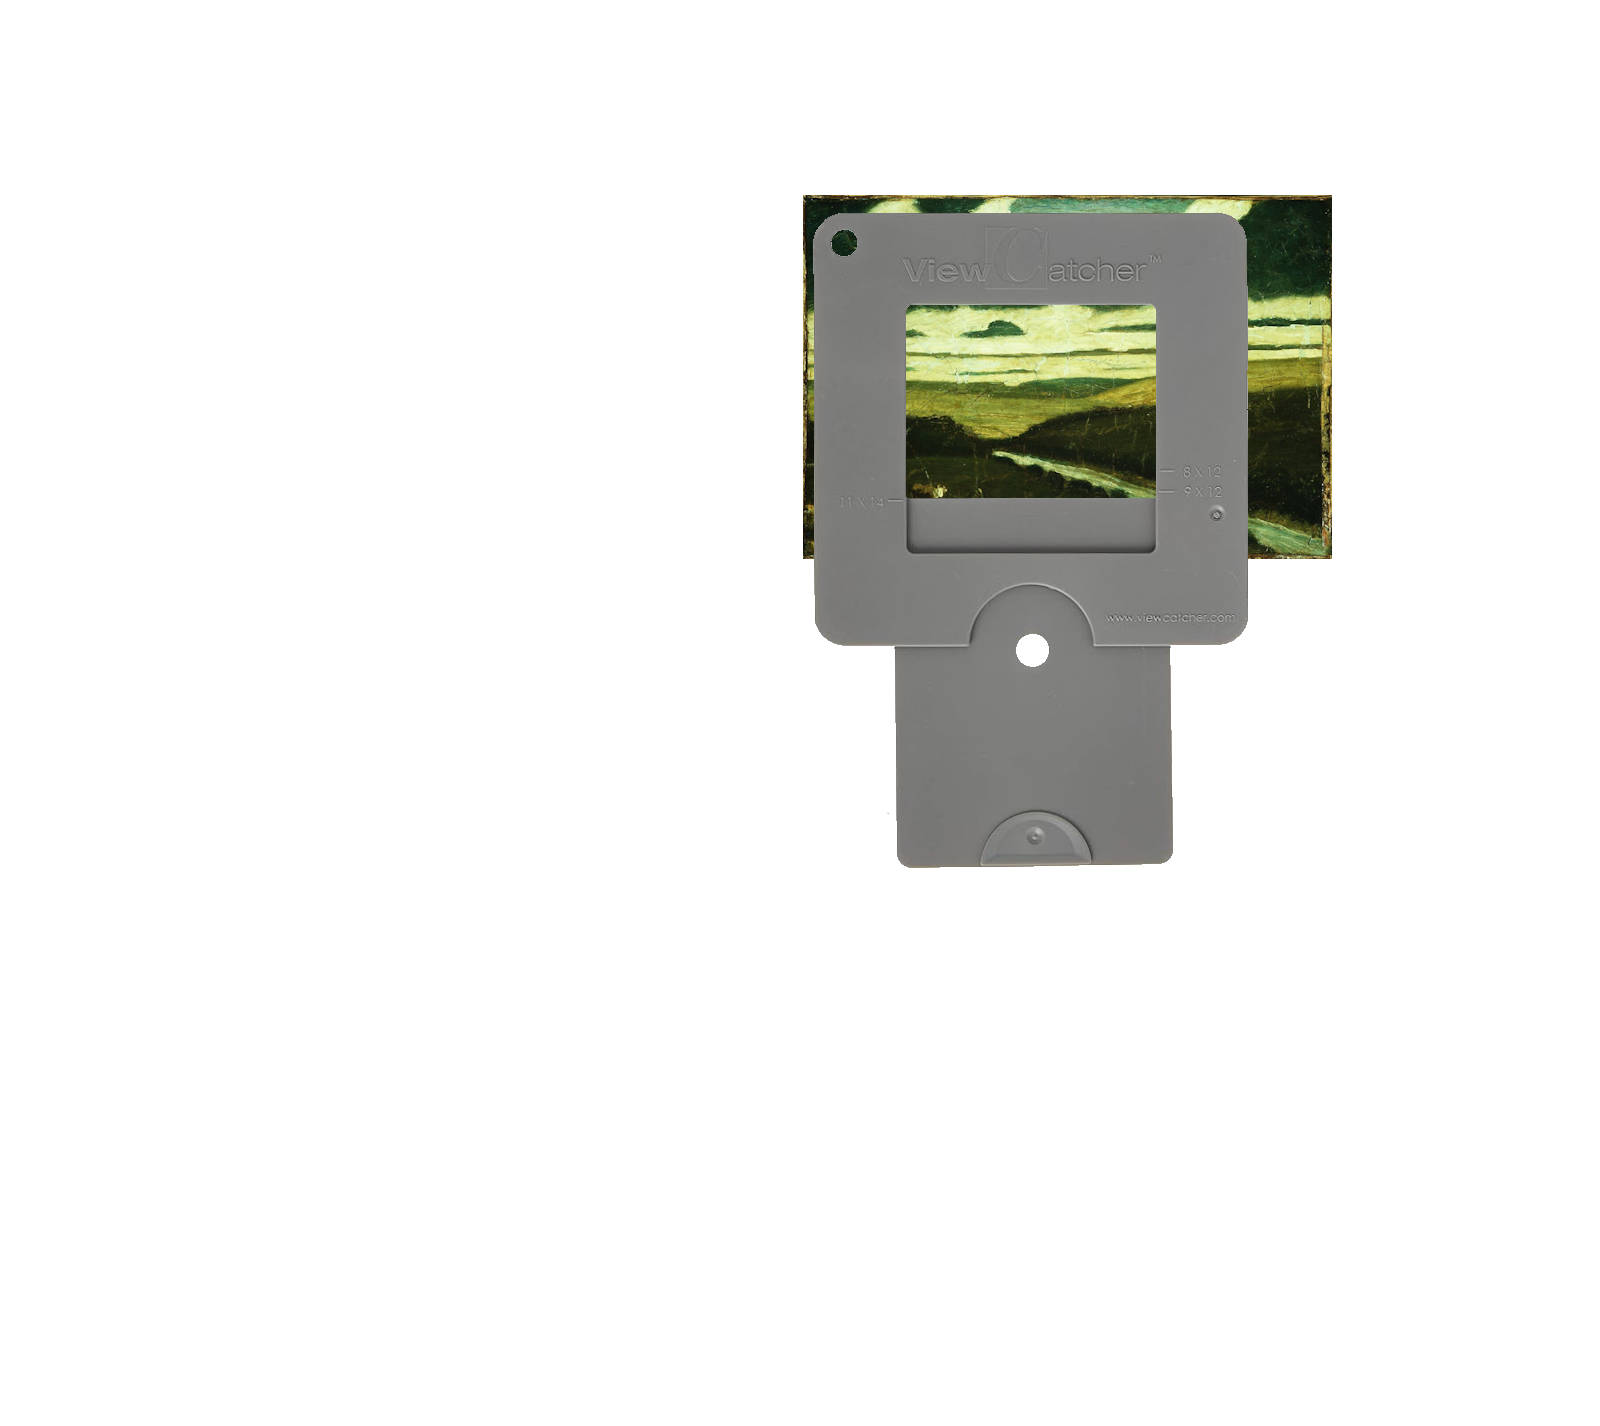 ViewCatcher™
8 X 12
11 X 14
9 X 12
www.viewcatcher.com